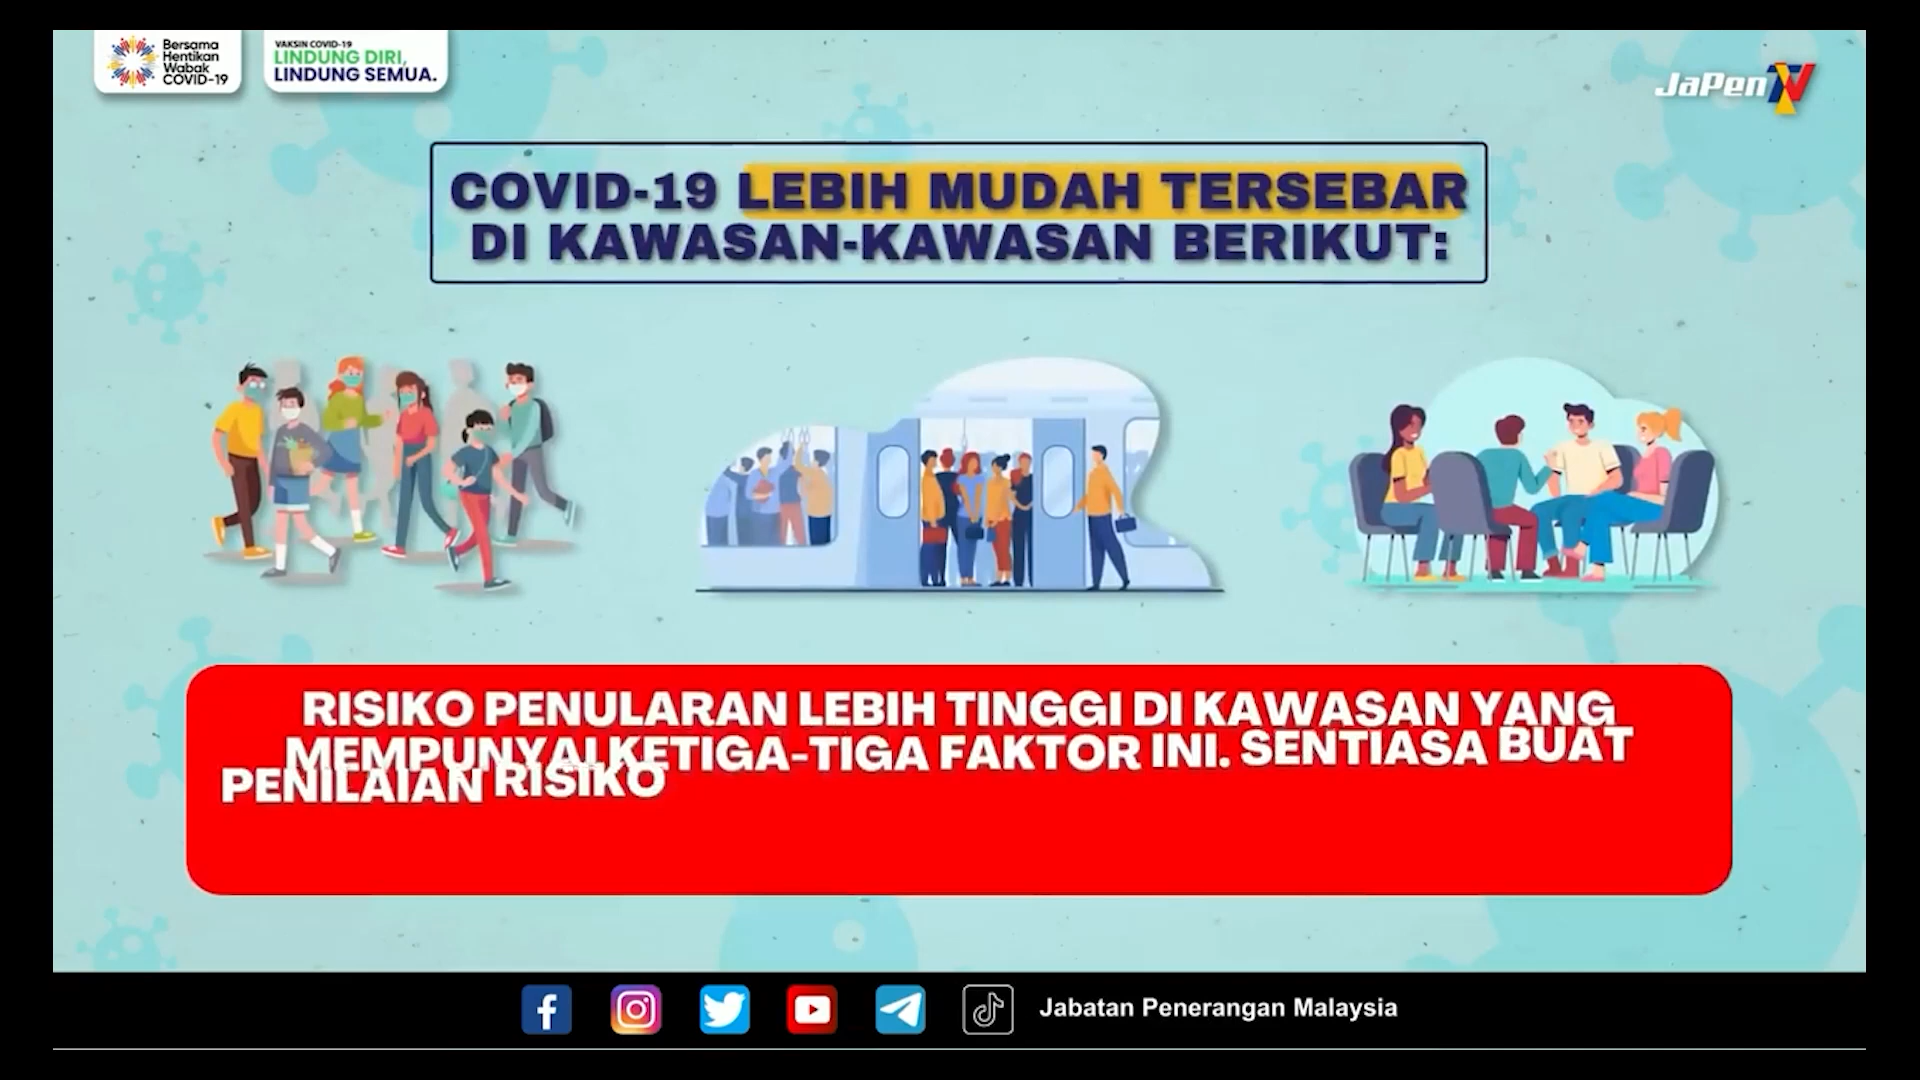 Bersama
Hentikan
Wabak
COVID-19
VAKSIN COVID-19
LINDUNG DIRI,
LINDUNG SEMUA.
JaPen TV
COVID-19 LEBIH MUDAH TERSEBAR
DI KAWASAN-KAWASAN BERIKUT:
RISIKO PENULARAN LEBIH TINGGI DI KAWASAN YANG
MEMPUNYAI KETIGA-TIGA FAKTOR INI. SENTIASA BUAT
PENILAIAN RISIKO
Jabatan Penerangan Malaysia